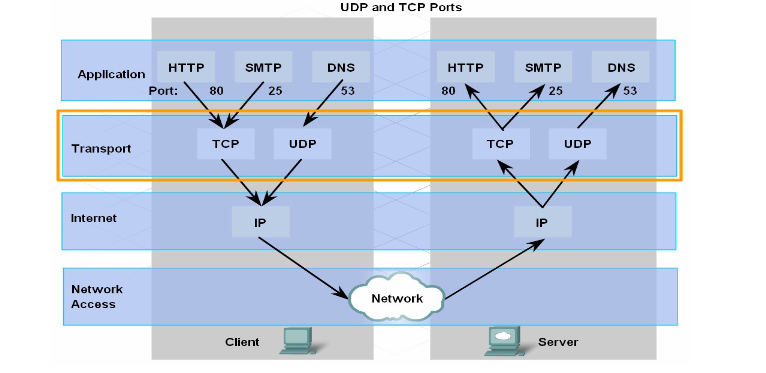 UDP and TCP Ports
Application
HTTP SMTP DNS
HTTP SMTP DNS
Port: 80 25 53
80 25 53
Transport
TCP UDP
TCP UDP
Internet
IP
IP
Network
Access
Network
Client
Server